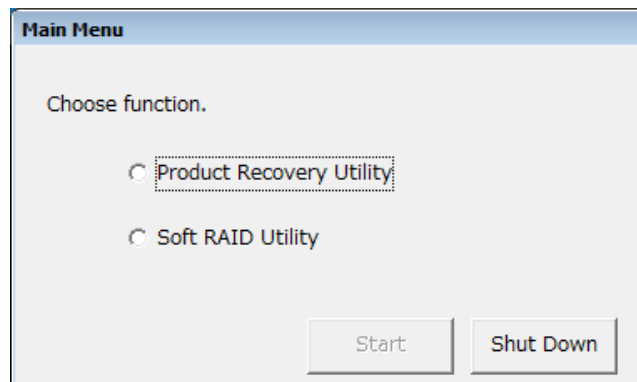 Main Menu
Choose function.
Product Recovery Utility
Soft RAID Utility
Start
Shut Down